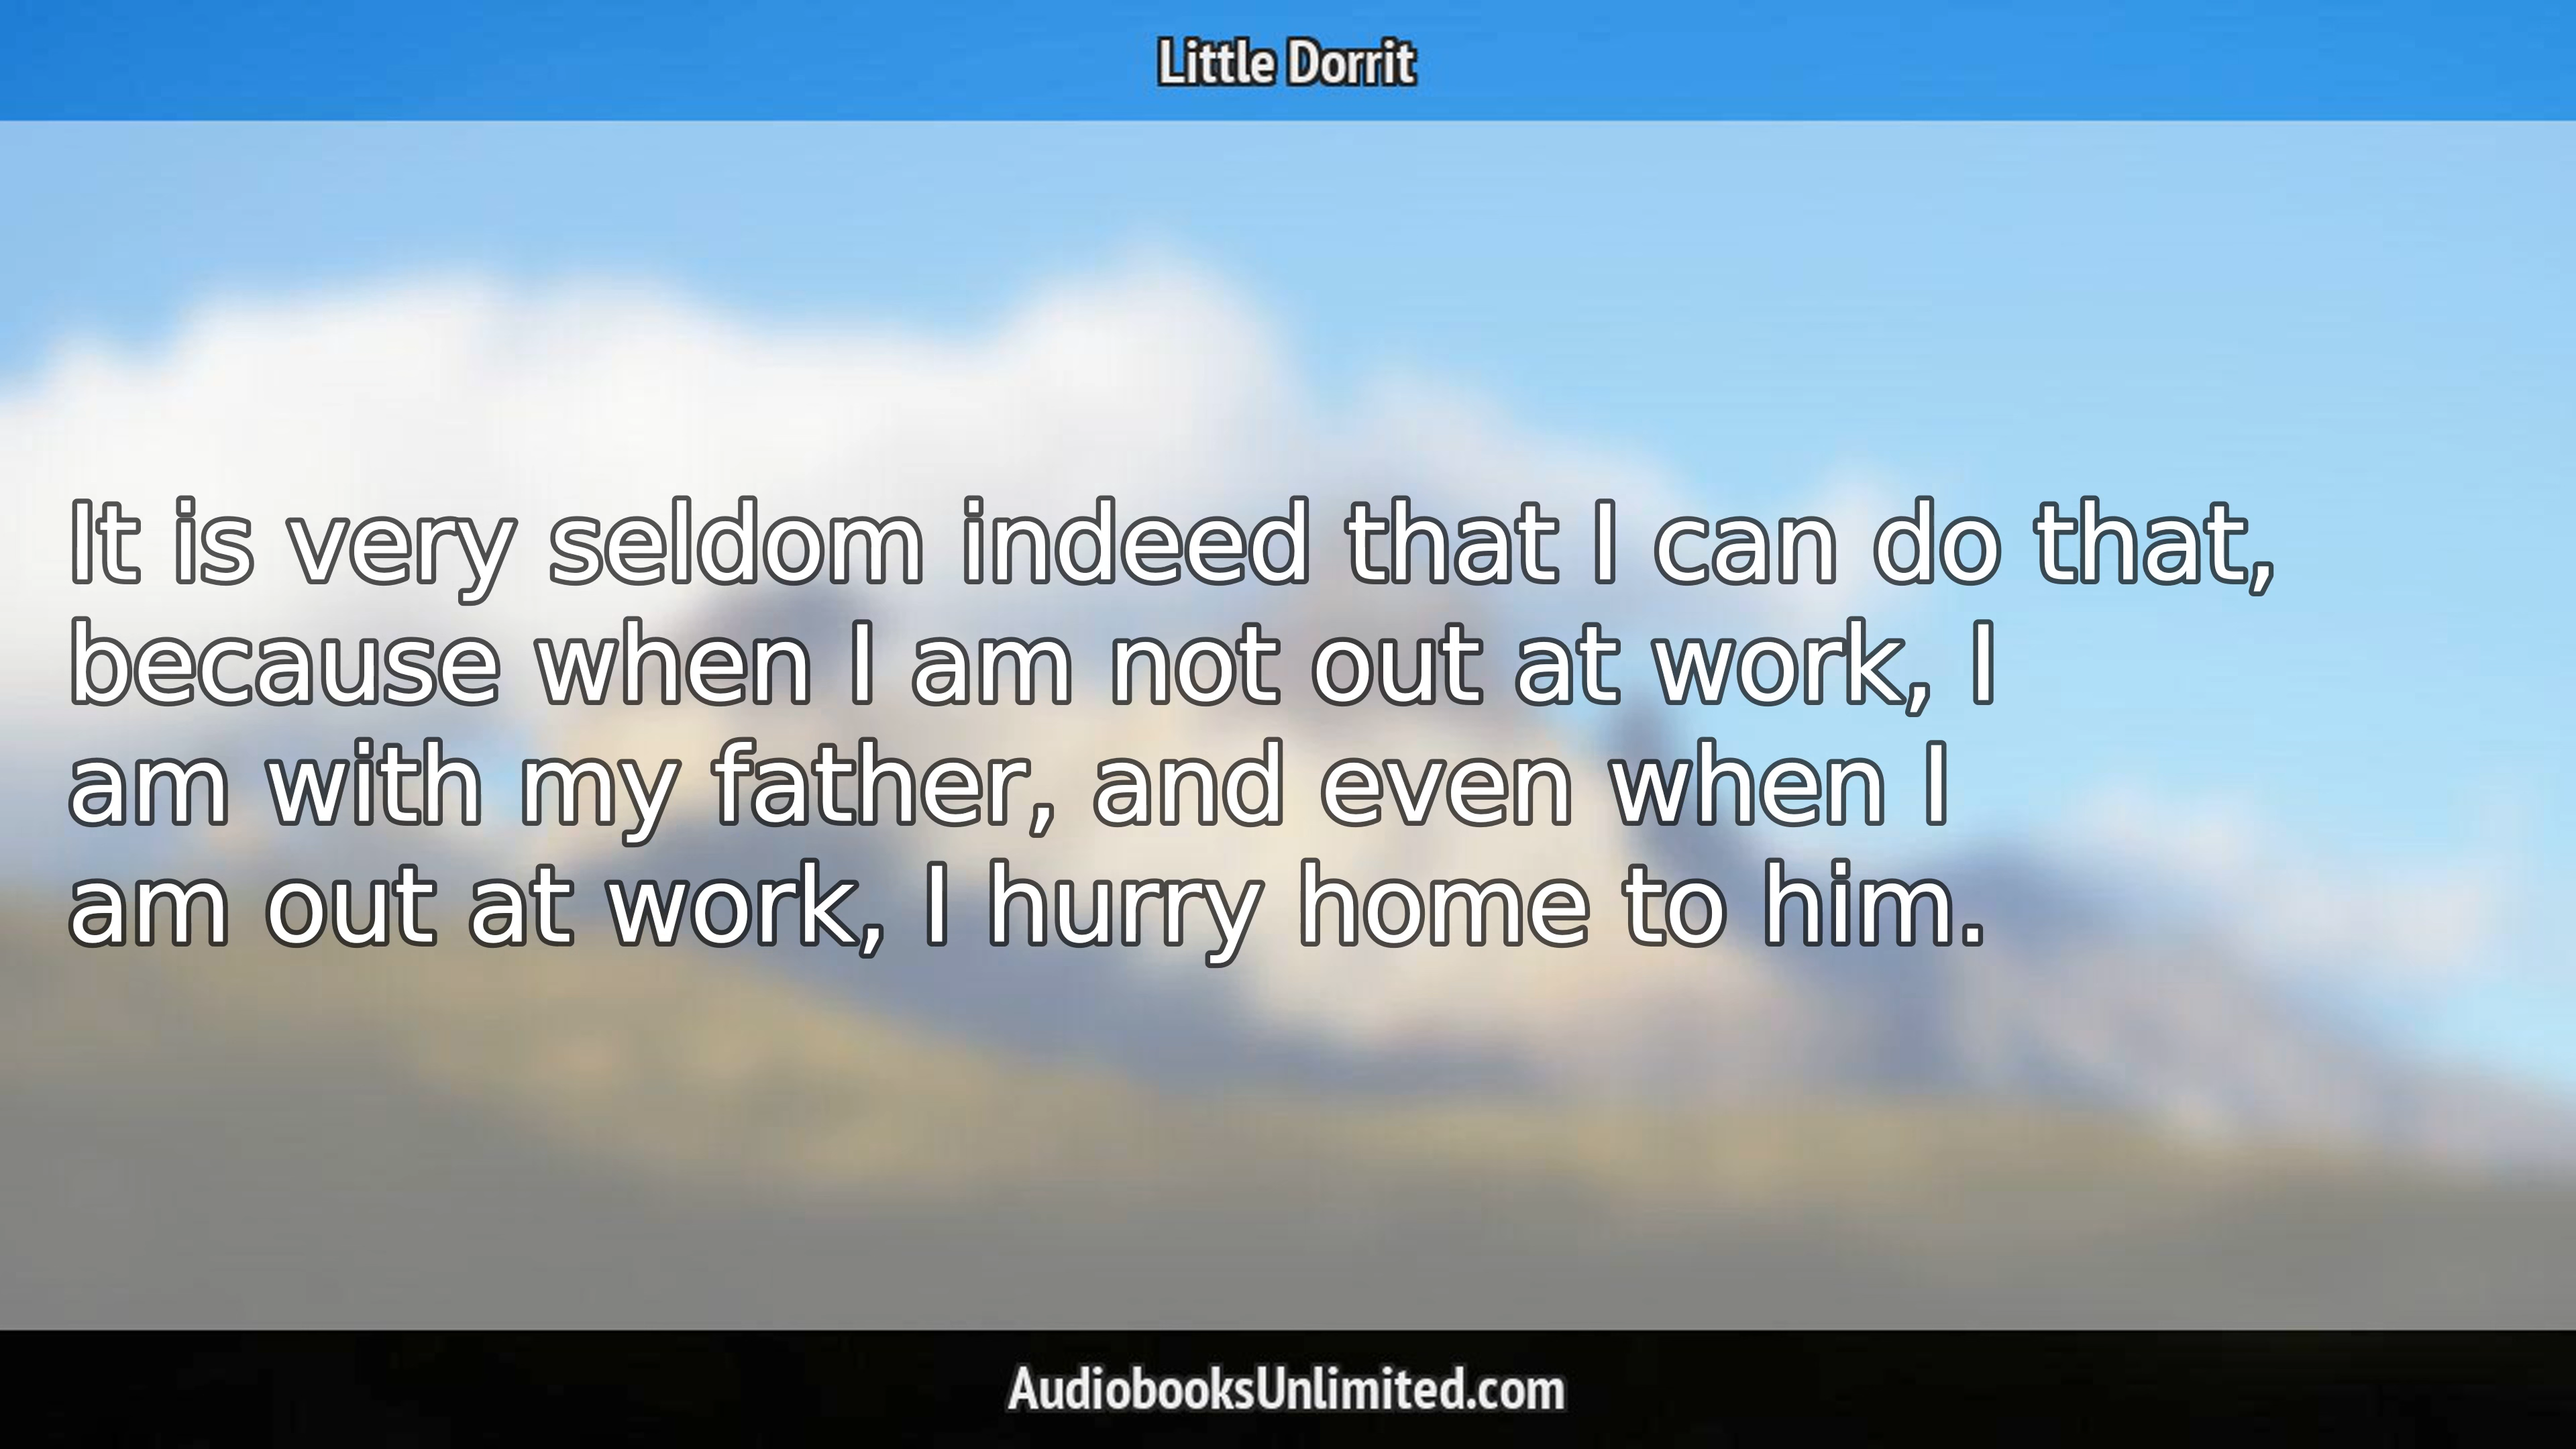 Little Dorrit
It is very seldom indeed that I can do that,
because when I am not out at work, I
am with my father, and even when I
am out at work, I hurry home to him.
AudiobooksUnlimited.com